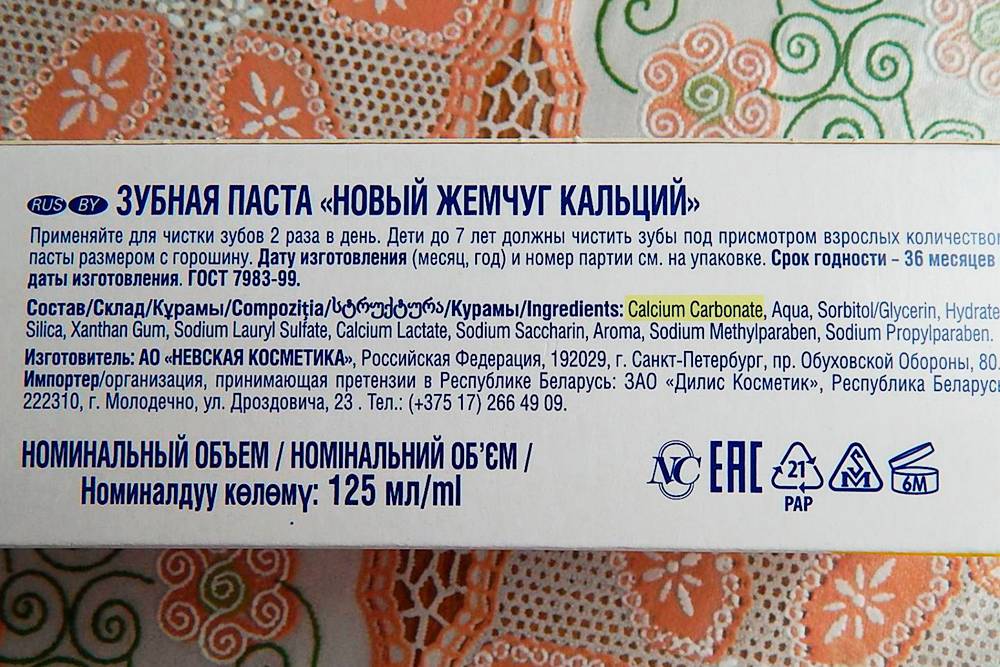 RUS BY ЗУБНАЯ ПАСТА «НОВЫЙ ЖЕМЧУГ КАЛЬЦИЙ»
Применяйте для чистки зубов 2 раза в день. Дети до 7 лет должны чистить зубы под присмотром взрослых количеством
пасты размером с горошину. Дату изготовления (месяц, год) и номер партии см. на упаковке. Срок годности – 36 месяцев
даты изготовления. ГОСТ 7983-99.
Состав/Склад/Құрамы/Compoziţia/სტრუქტურა/Курамы/Ingredients: Calcium Carbonate, Aqua, Sorbitol/Glycerin, Hydrate
Silica, Xanthan Gum, Sodium Lauryl Sulfate, Calcium Lactate, Sodium Saccharin, Aroma, Sodium Methylparaben, Sodium Propylparaben.
Изготовитель: АО «НЕВСКАЯ КОСМЕТИКА», Российская Федерация, 192029, г. Санкт-Петербург, пр. Обуховской Обороны, 80.
Импортер/организация, принимающая претензии в Республике Беларусь: ЗАО «Дилис Косметик», Республика Беларусь
222310, г. Молодечно, ул. Дроздовича, 23 . Тел.: (+375 17) 266 49 09.
НОМИНАЛЬНЫЙ ОБЪЕМ / НОМІНАЛЬНИЙ ОБ'ЄМ /
Номиналдуу көлөмү: 125 мл/ml
NC EAC 21 PAP 6M